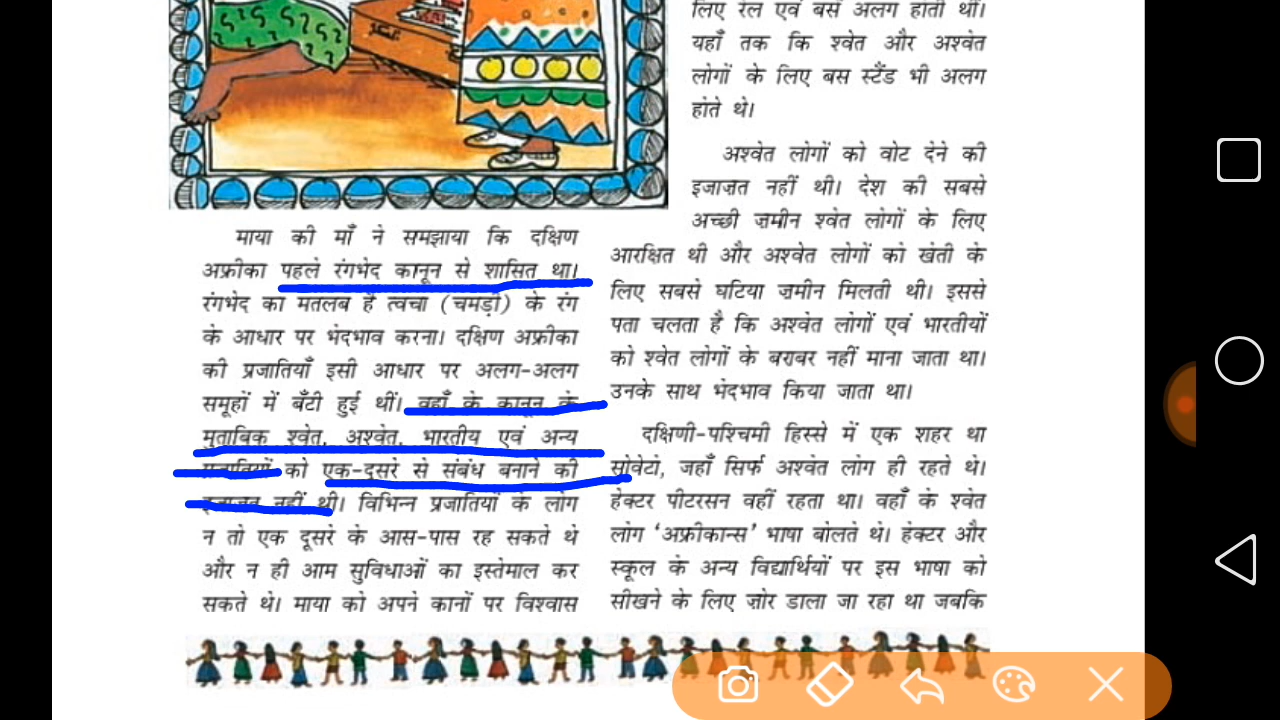 माया की माँ ने समझाया कि दक्षिण
अफ्रीका पहले रंगभेद कानून से शासित था।
रंगभेद का मतलब है त्वचा (चमड़ी) के रंग
के आधार पर भेदभाव करना। दक्षिण अफ्रीका
की प्रजातियाँ इसी आधार पर अलग-अलग
समूहों में बँटी हुई थीं। वहाँ के कानून के
मुताबिक श्वेत, अश्वेत, भारतीय एवं अन्य
प्रजातियों को एक-दूसरे से संबंध बनाने की
इजाज़त नहीं थी। विभिन्न प्रजातियों के लोग
न तो एक दूसरे के आस-पास रह सकते थे
और न ही आम सुविधाओं का इस्तेमाल कर
सकते थे। माया को अपने कानों पर विश्वास
लिए रेल एवं बसें अलग होती थीं।
यहाँ तक कि श्वेत और अश्वेत
लोगों के लिए बस स्टैंड भी अलग
होते थे।
अश्वेत लोगों को वोट देने की
इजाज़त नहीं थी। देश की सबसे
अच्छी ज़मीन श्वेत लोगों के लिए
आरक्षित थी और अश्वेत लोगों को खेती के
लिए सबसे घटिया ज़मीन मिलती थी। इससे
पता चलता है कि अश्वेत लोगों एवं भारतीयों
को श्वेत लोगों के बराबर नहीं माना जाता था।
उनके साथ भेदभाव किया जाता था।
दक्षिणी-पश्चिमी हिस्से में एक शहर था
सोवेटो, जहाँ सिर्फ अश्वेत लोग ही रहते थे।
हेक्टर पीटरसन वहीं रहता था। वहाँ के श्वेत
लोग ‘अफ्रीकान्स’ भाषा बोलते थे। हेक्टर और
स्कूल के अन्य विद्यार्थियों पर इस भाषा को
सीखने के लिए ज़ोर डाला जा रहा था जबकि